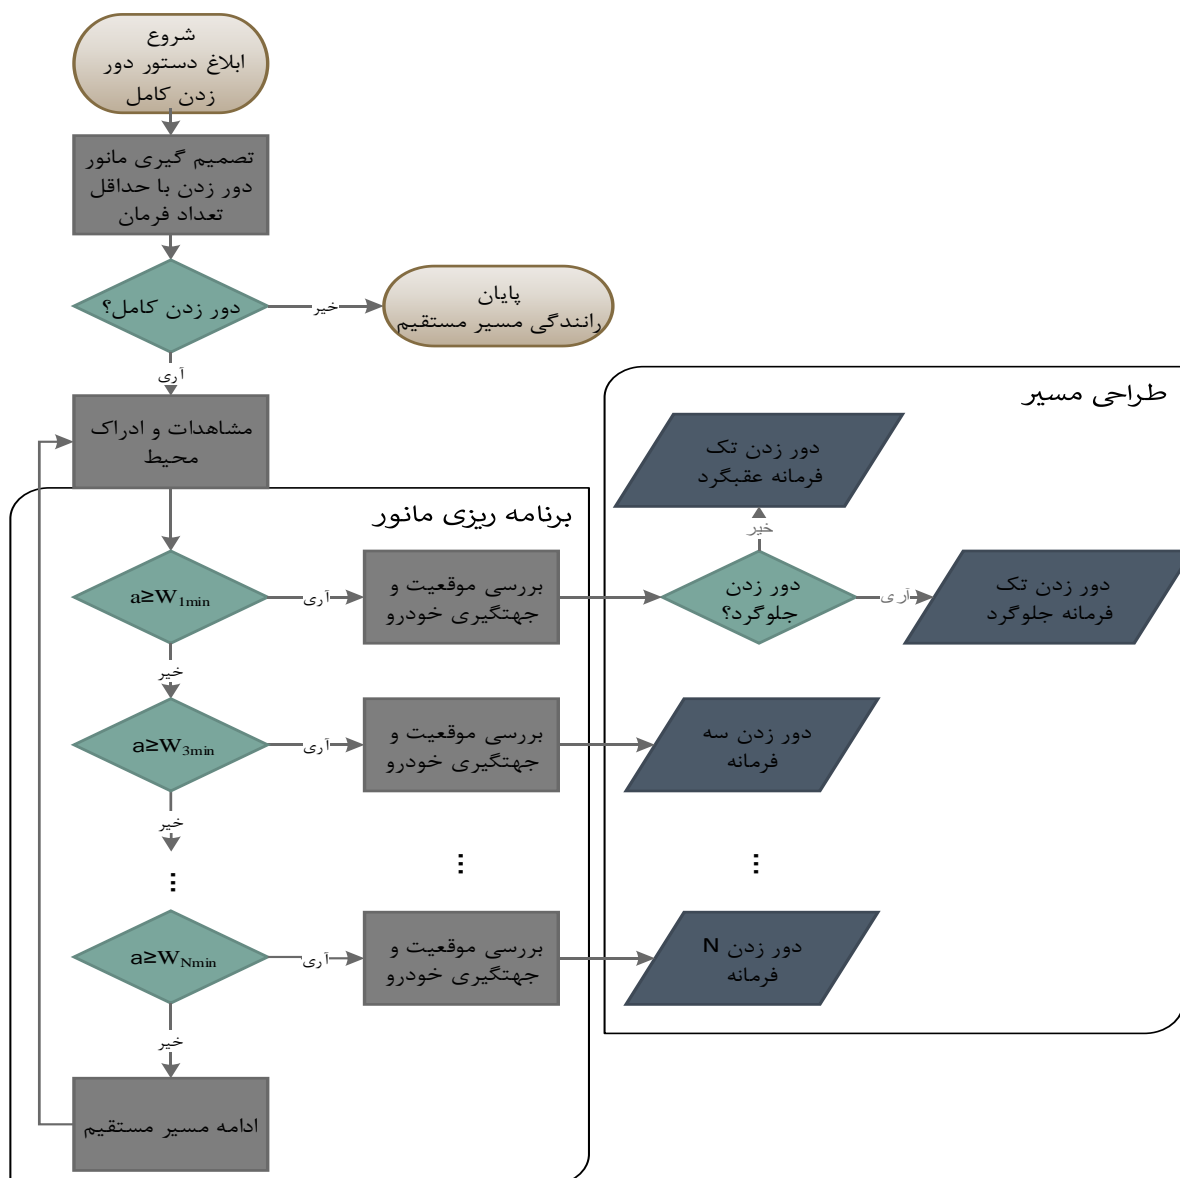 شروع
ابلاغ دستور دور
زدن کامل
تصمیم گیری مانور
دور زدن با حداقل
تعداد فرمان
دور زدن کامل؟
خیر
پایان
رانندگی مسیر مستقیم
آری
مشاهدات و ادراک
محیط
طراحی مسیر
دور زدن تک
فرمانه عقبگرد
خیر
برنامه ریزی مانور
a≥W1min
آری
بررسی موقعیت و
جهتگیری خودرو
دور زدن
جلوگرد؟
آری
دور زدن تک
فرمانه جلوگرد
خیر
a≥W3min
آری
بررسی موقعیت و
جهتگیری خودرو
دور زدن سه
فرمانه
خیر
...
...
...
a≥WNmin
آری
بررسی موقعیت و
جهتگیری خودرو
دور زدن N
فرمانه
خیر
ادامه مسیر مستقیم